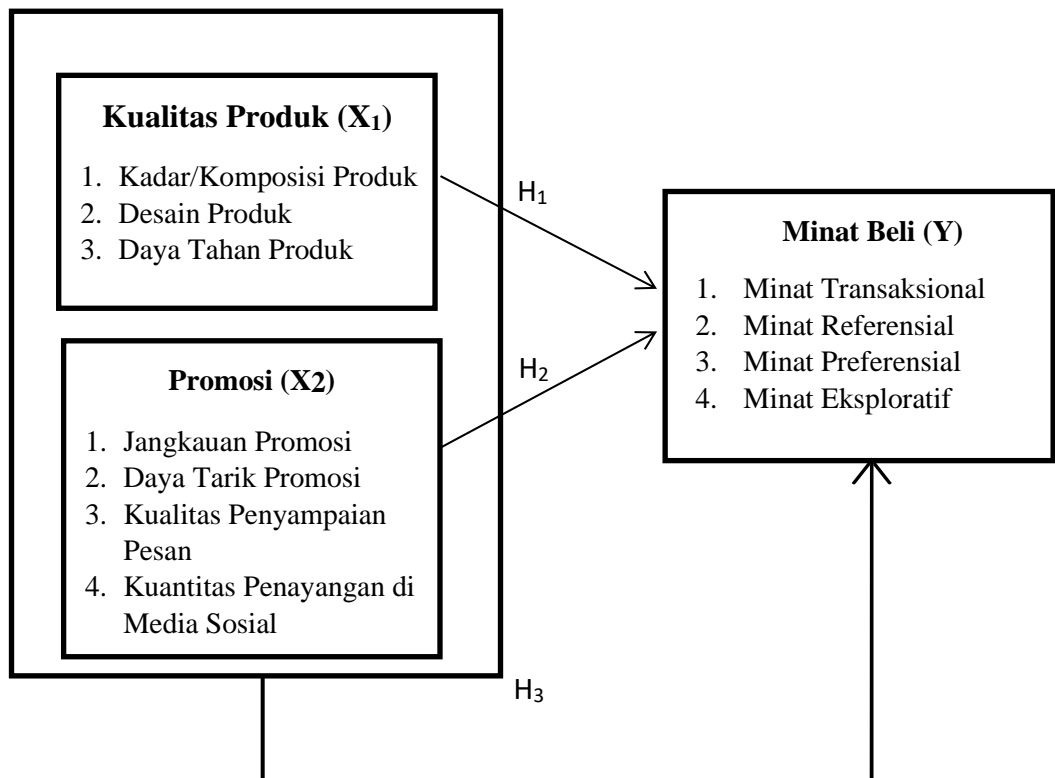 Kualitas Produk (X₁)
1. Kadar/Komposisi Produk
2. Desain Produk
3. Daya Tahan Produk
H₁
Minat Beli (Y)
1. Minat Transaksional
2. Minat Referensial
3. Minat Preferensial
4. Minat Eksploratif
H₂
Promosi (X2)
1. Jangkauan Promosi
2. Daya Tarik Promosi
3. Kualitas Penyampaian
Pesan
4. Kuantitas Penayangan di
Media Sosial
H₃